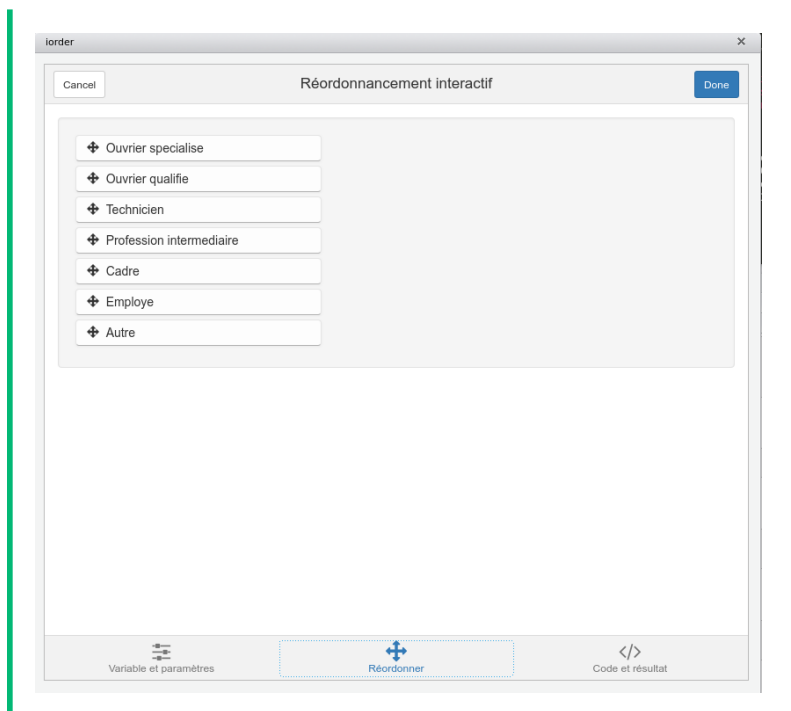 iorder
Cancel
Réordonnancement interactif
Done
Ouvrier specialise
Ouvrier qualifie
Technicien
Profession intermediaire
Cadre
Employe
Autre
Variable et paramètres
Réordonner
Code et résultat